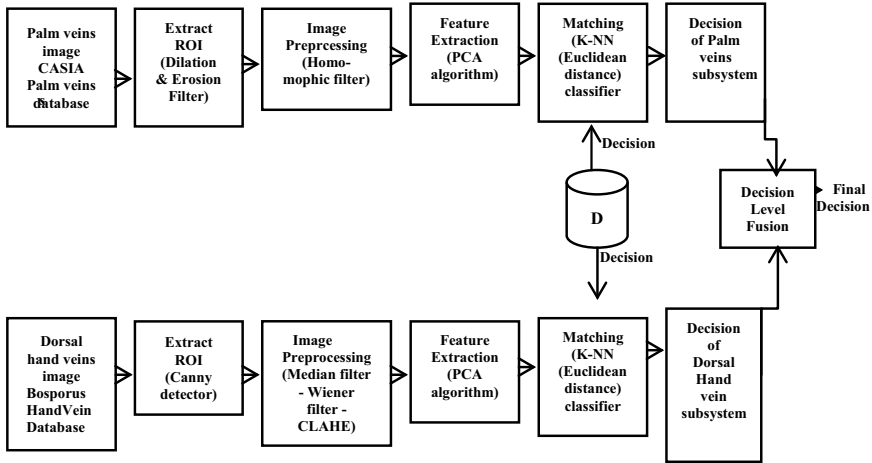 Palm veins
image
CASIA
Palm veins
database
Extract
ROI
(Dilation
& Erosion
Filter)
Image
Preprcessing
(Homo-
mophic filter)
Feature
Extraction
(PCA
algorithm)
Matching
(K-NN
(Euclidean
distance)
classifier
Decision
of Palm
veins
subsystem
Decision
D
Decision
Decision
Level
Fusion
Final
Decision
Dorsal
hand veins
image
Bosporus
HandVein
Database
Extract
ROI
(Canny
detector)
Image
Preprocessing
(Median filter
- Wiener
filter -
CLAHE)
Feature
Extraction
(PCA
algorithm)
Matching
(K-NN
(Euclidean
distance)
classifier
Decision
of
Dorsal
Hand
vein
subsystem